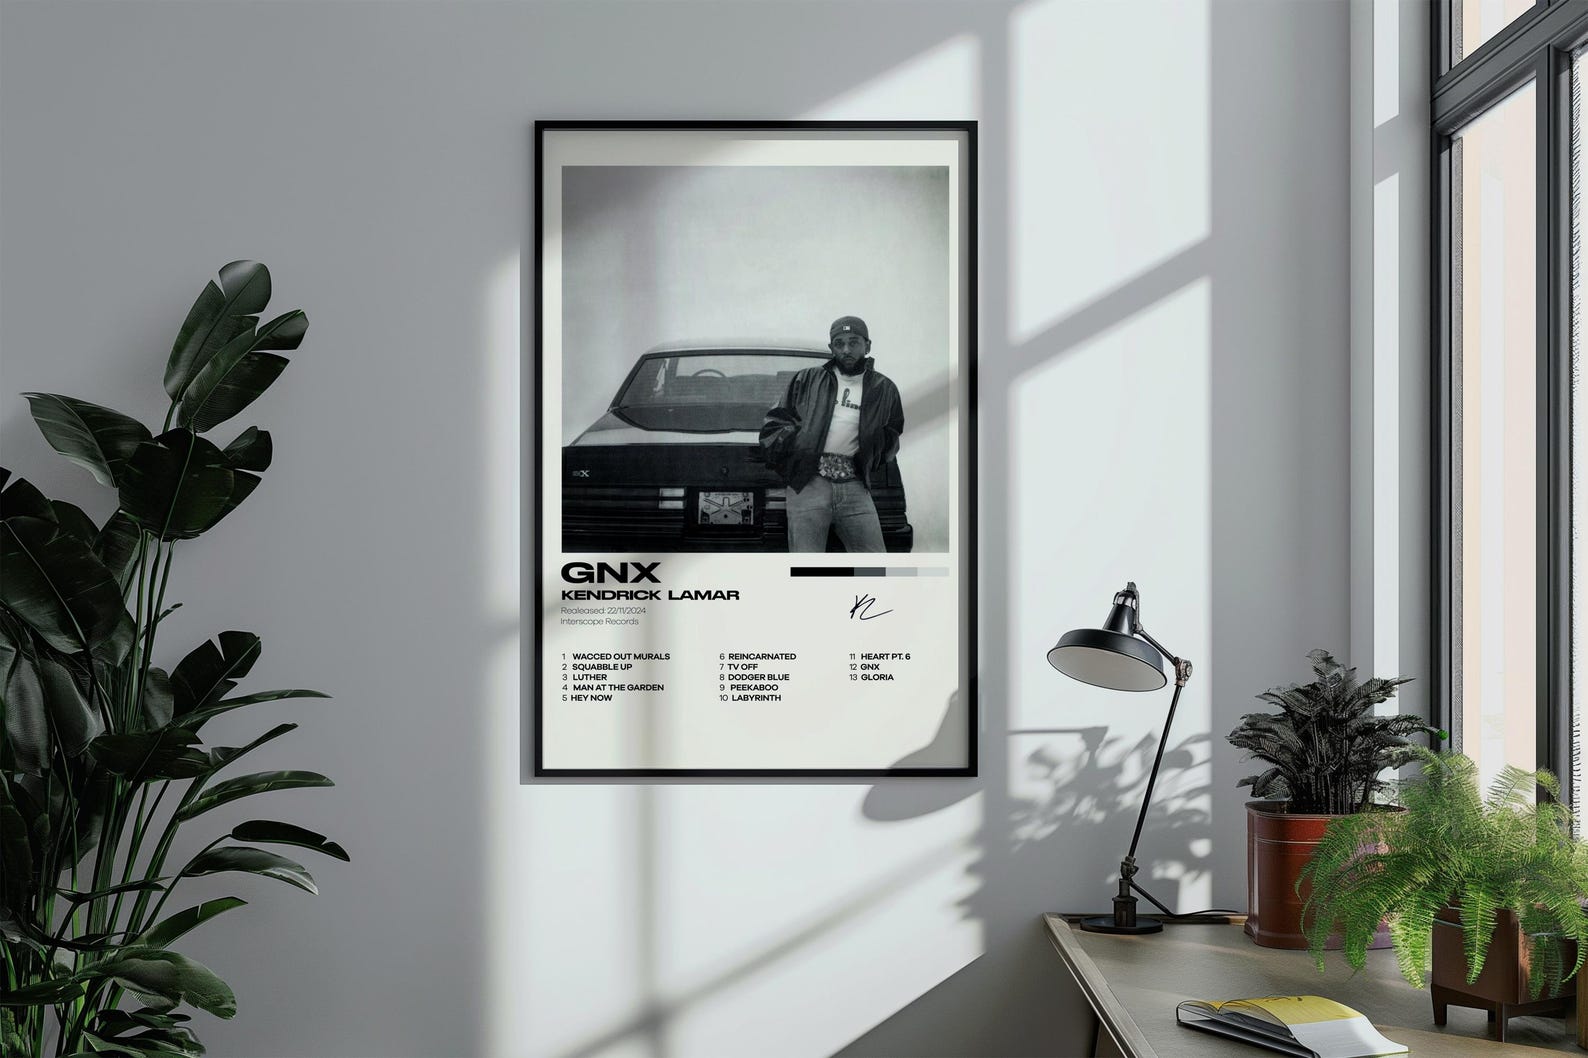 GNX
KENDRICK LAMAR
Realeased: 22/11/2024
Interscope Records
1 WACCED OUT MURALS
2 SQUABBLE UP
3 LUTHER
4 MAN AT THE GARDEN
5 HEY NOW
6 REINCARNATED
7 TV OFF
8 DODGER BLUE
9 PEEKABOO
10 LABYRINTH
11 HEART PT. 6
12 GNX
13 GLORIA